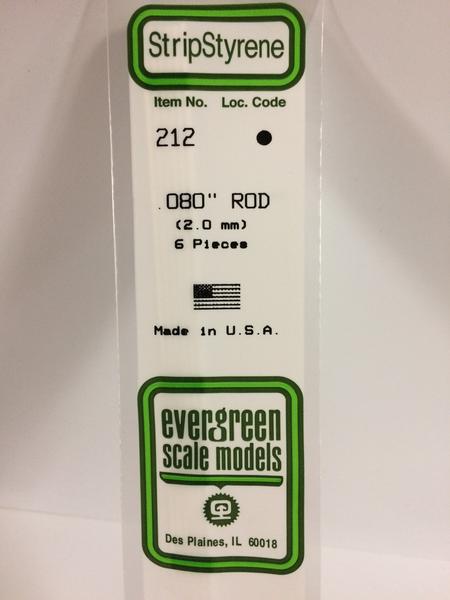 StripStyrene
Item No. Loc. Code
212
.080" ROD
(2.0 mm)
6 Pieces
Made in U.S.A.
evergreen
scale models
Des Plaines, IL 60018